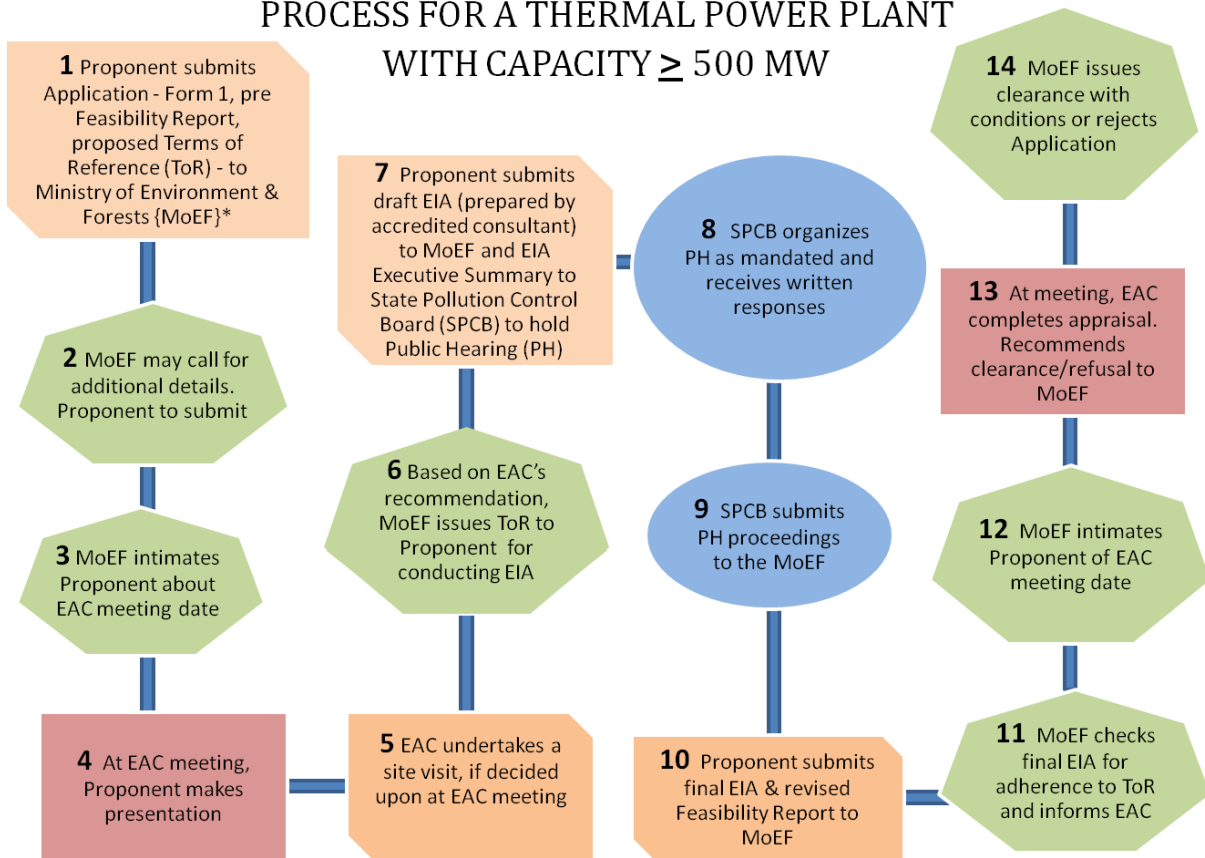 PROCESS FOR A THERMAL POWER PLANT
WITH CAPACITY ≥ 500 MW
1 Proponent submits
Application - Form 1, pre
Feasibility Report,
proposed Terms of
Reference (ToR) - to
Ministry of Environment &
Forests {MoEF}*
2 MoEF may call for
additional details.
Proponent to submit
3 MoEF intimates
Proponent about
EAC meeting date
4 At EAC meeting,
Proponent makes
presentation
5 EAC undertakes a
site visit, if decided
upon at EAC meeting
6 Based on EAC's
recommendation,
MoEF issues ToR to
Proponent for
conducting EIA
7 Proponent submits
draft EIA (prepared by
accredited consultant)
to MoEF and EIA
Executive Summary to
State Pollution Control
Board (SPCB) to hold
Public Hearing (PH)
8 SPCB organizes
PH as mandated and
receives written
responses
9 SPCB submits
PH proceedings
to the MoEF
10 Proponent submits
final EIA & revised
Feasibility Report to
MoEF
11 MoEF checks
final EIA for
adherence to ToR
and informs EAC
12 MoEF intimates
Proponent of EAC
meeting date
13 At meeting, EAC
completes appraisal.
Recommends
clearance/refusal to
MoEF
14 MoEF issues
clearance with
conditions or rejects
Application